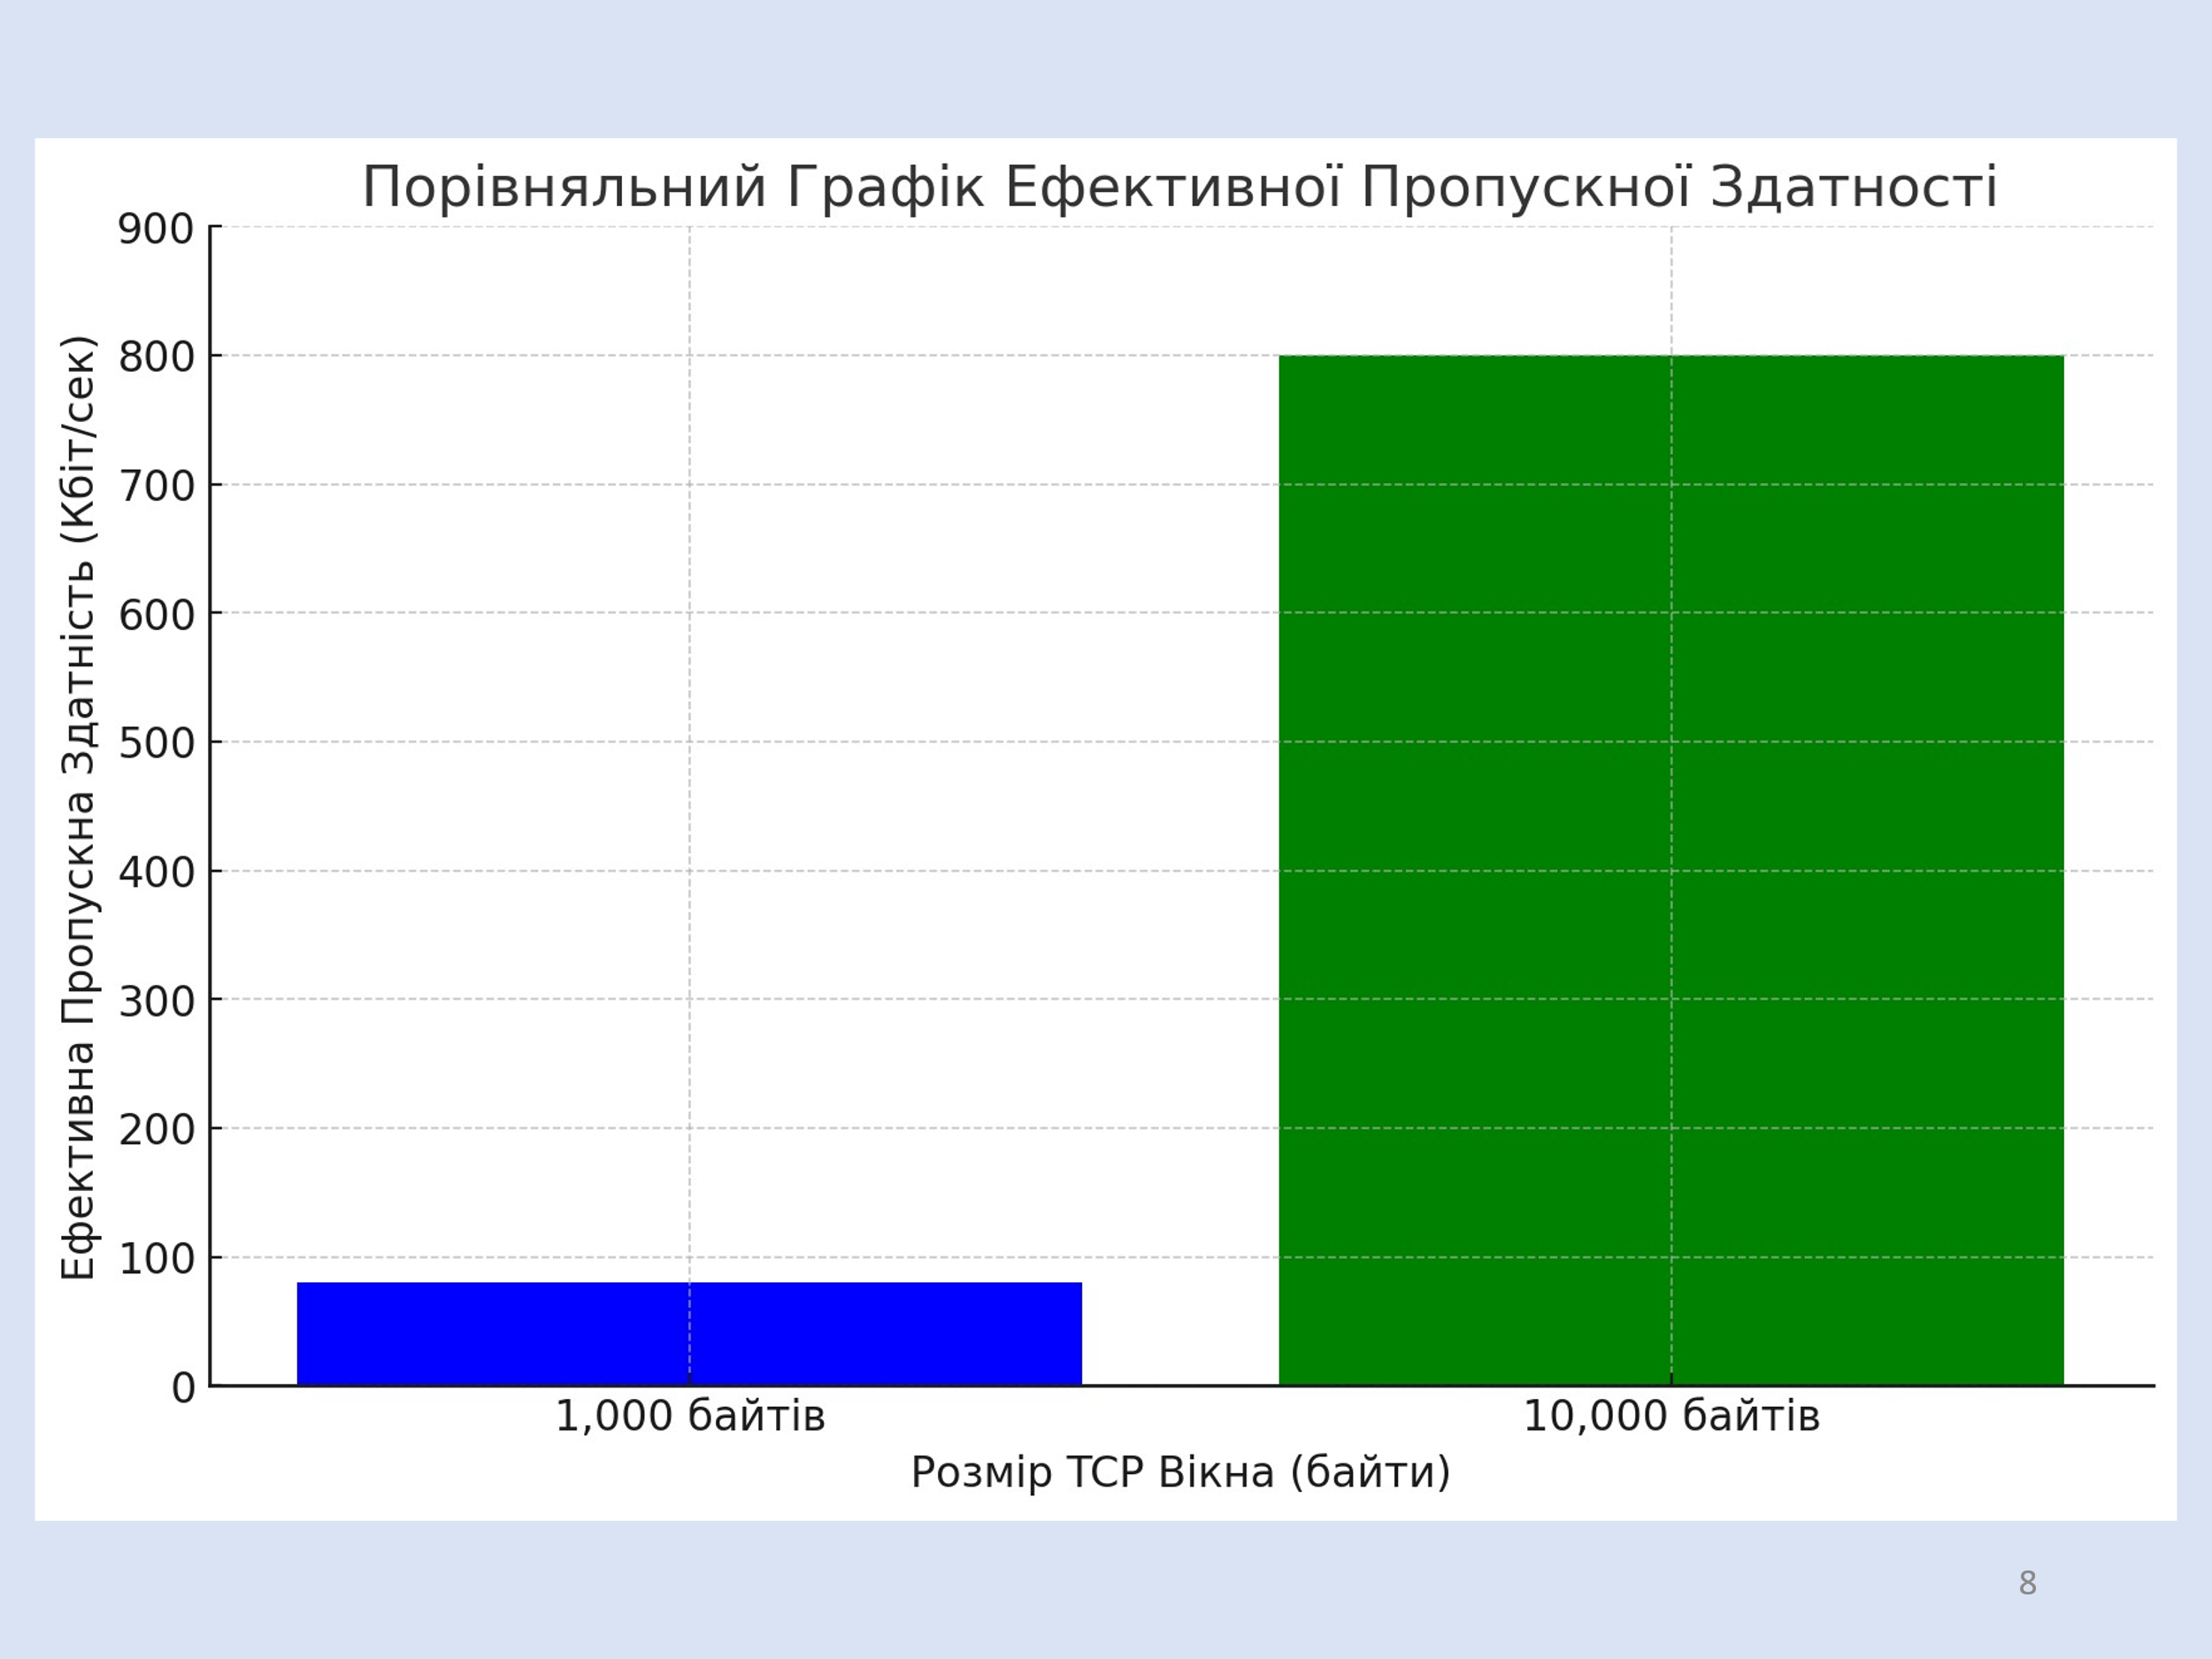 Порівняльний Графік Ефективної Пропускної Здатності
Ефективна Пропускна Здатність (Кбіт/сек)
900
800
700
600
500
400
300
200
100
0
1,000 байтів
10,000 байтів
Розмір TCP Вікна (байти)
8